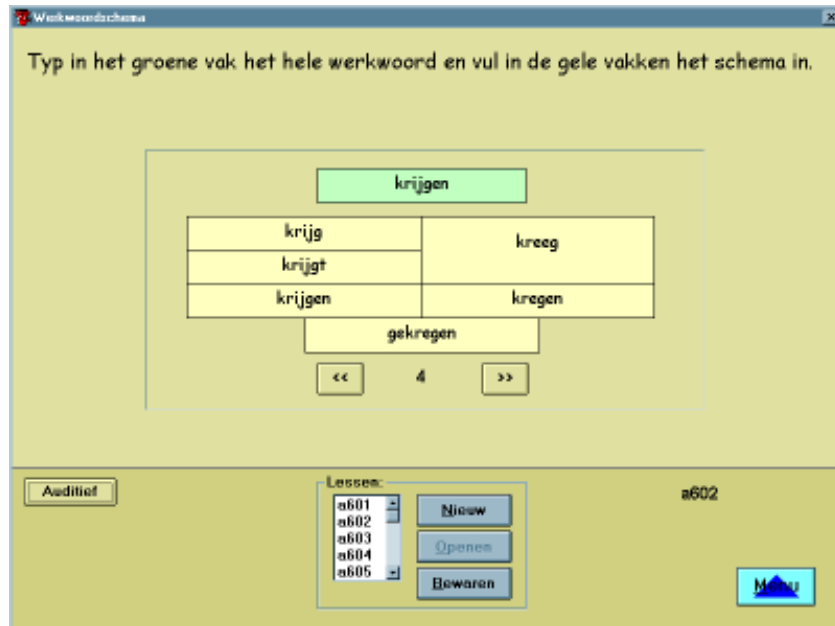 Werkwoordschema
Typ in het groene vak het hele werkwoord en vul in de gele vakken het schema in.
krijgen
krijg
kreeg
krijgt
krijgen
kregen
gekregen
<< 4 >>
Auditief
Lessen:
a601
a602
a603
a604
a605
Nieuw
Openen
Bewaren
a602
Menu